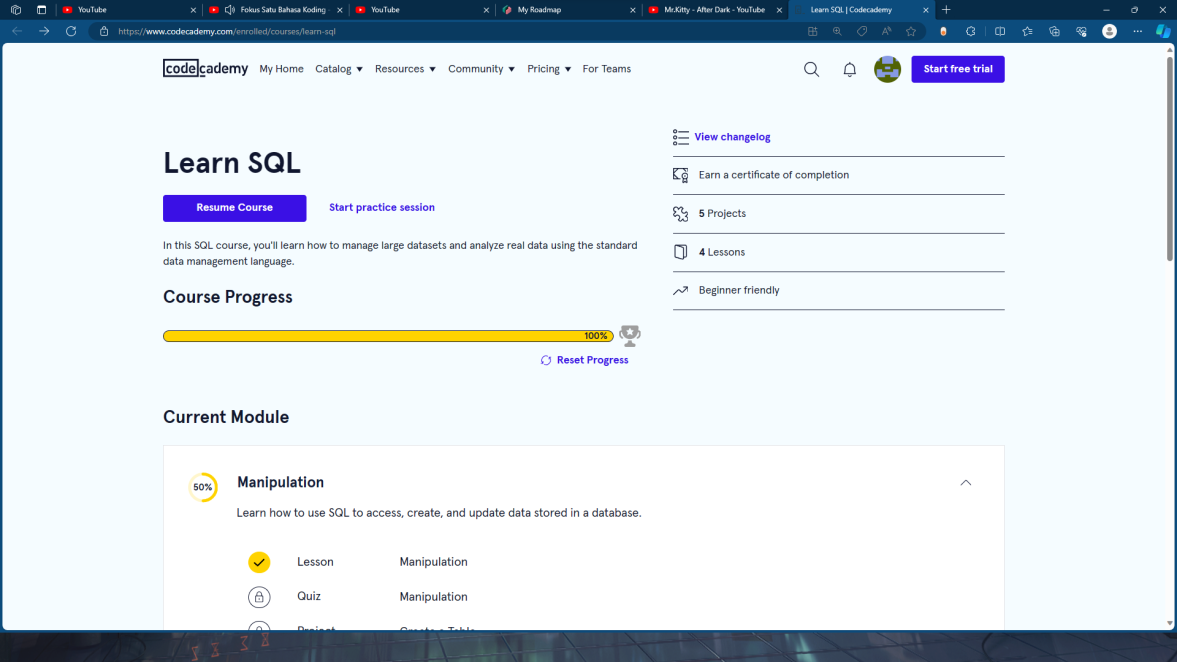 YouTube
Fokus Satu Bahasa Koding -
YouTube
My Roadmap
Mr.Kitty - After Dark - YouTube
Learn SQL | Codecademy
https://www.codecademy.com/enrolled/courses/learn-sql
codecademy
My Home
Catalog
Resources
Community
Pricing
For Teams
Start free trial
Learn SQL
Resume Course
Start practice session
In this SQL course, you'll learn how to manage large datasets and analyze real data using the standard
data management language.
Course Progress
100%
Reset Progress
View changelog
Earn a certificate of completion
5 Projects
4 Lessons
Beginner friendly
Current Module
50%
Manipulation
Learn how to use SQL to access, create, and update data stored in a database.
Lesson Manipulation
Quiz Manipulation
Project Create a Table